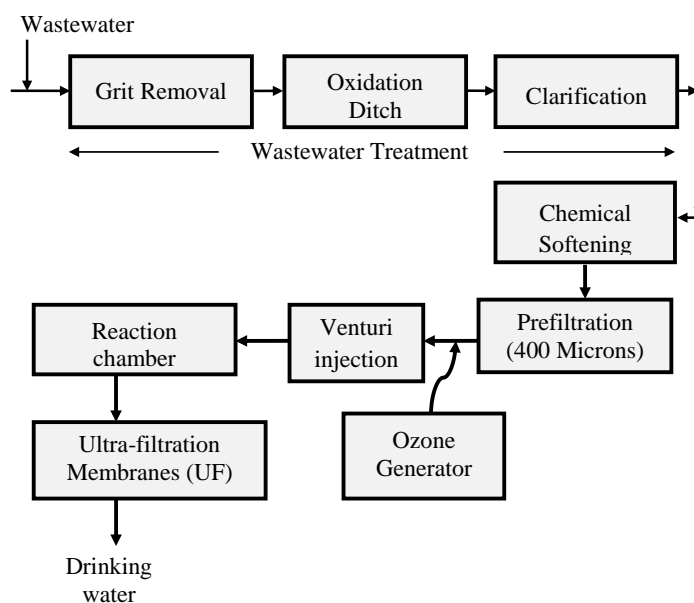 Wastewater
Grit Removal
Oxidation
Ditch
Clarification
Wastewater Treatment
Chemical
Softening
Prefiltration
(400 Microns)
Venturi
injection
Reaction
chamber
Ozone
Generator
Ultra-filtration
Membranes (UF)
Drinking
water